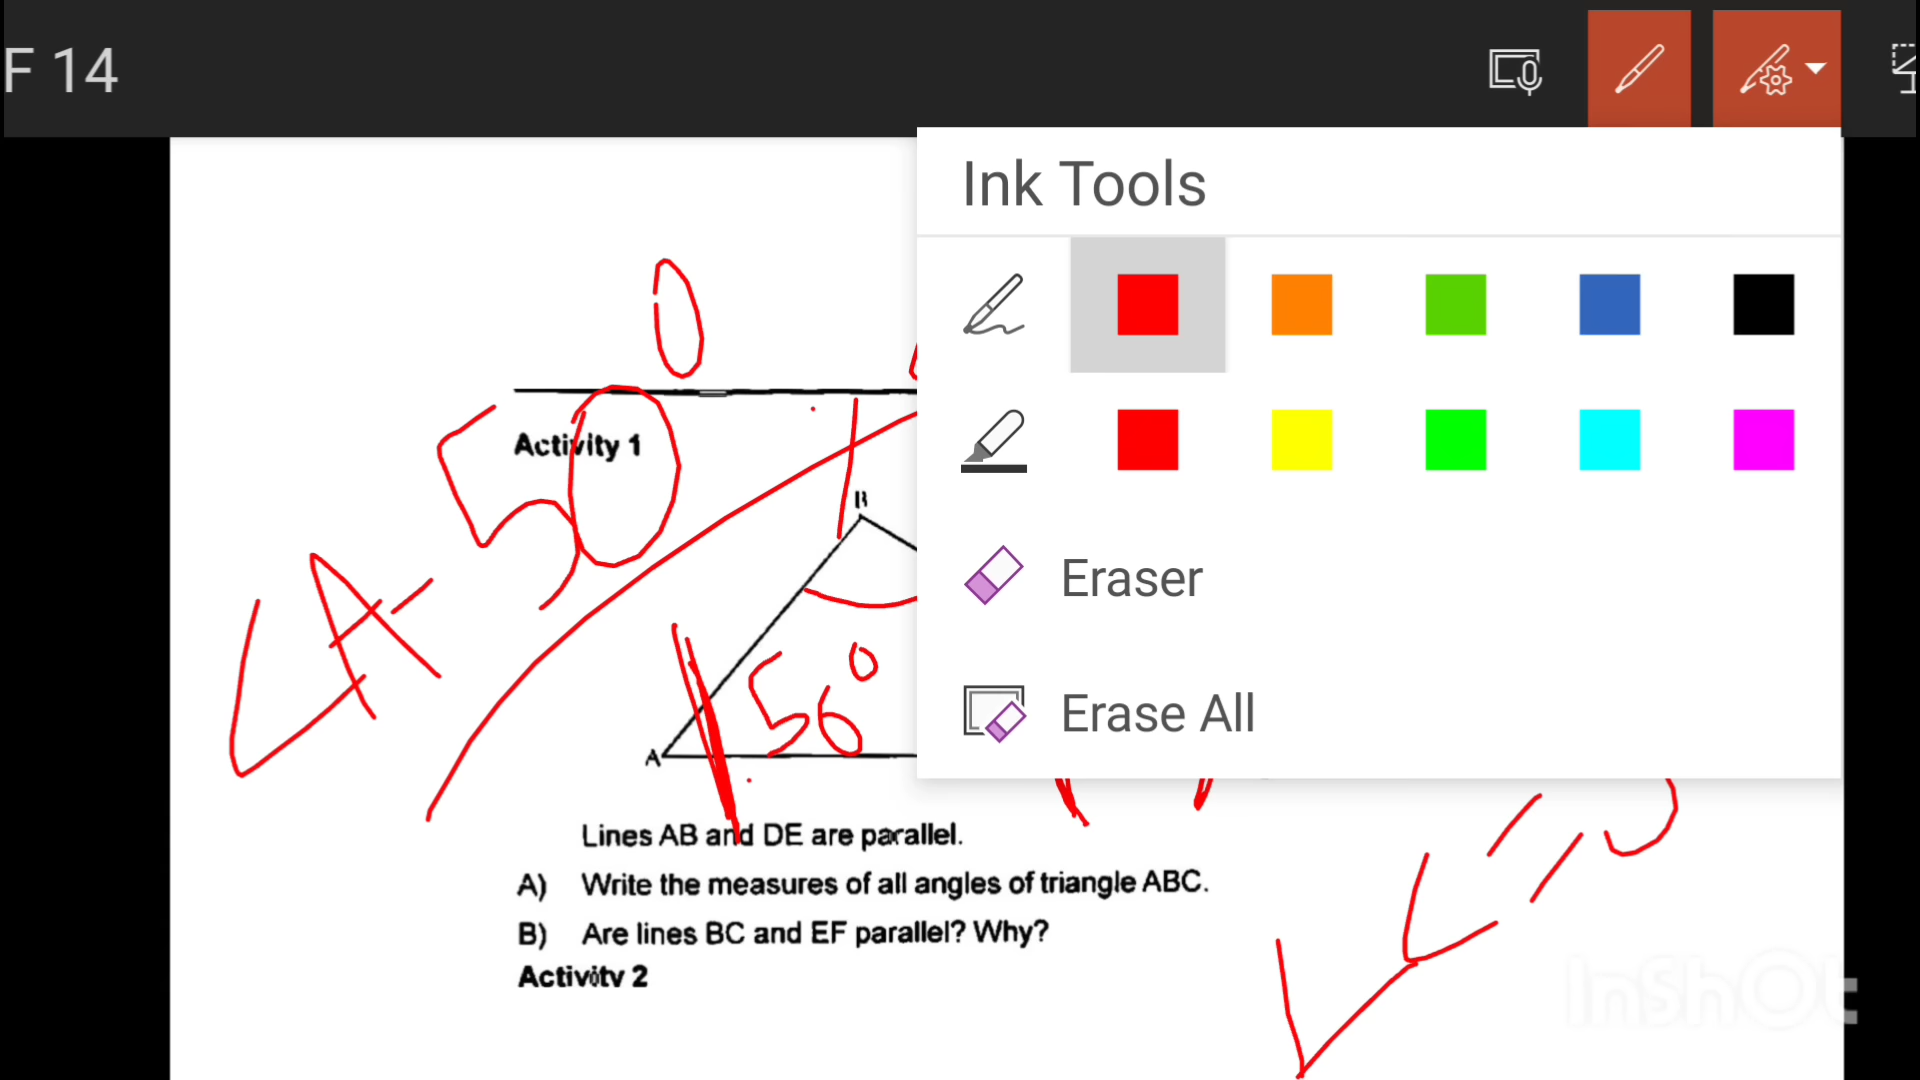 F 14
Ink Tools
Activity 1
50
B
Eraser
<A-
56°
Erase All
A
Lines AB and DE are parallel.
A) Write the measures of all angles of triangle ABC.
B) Are lines BC and EF parallel? Why?
Activity 2
InShOt